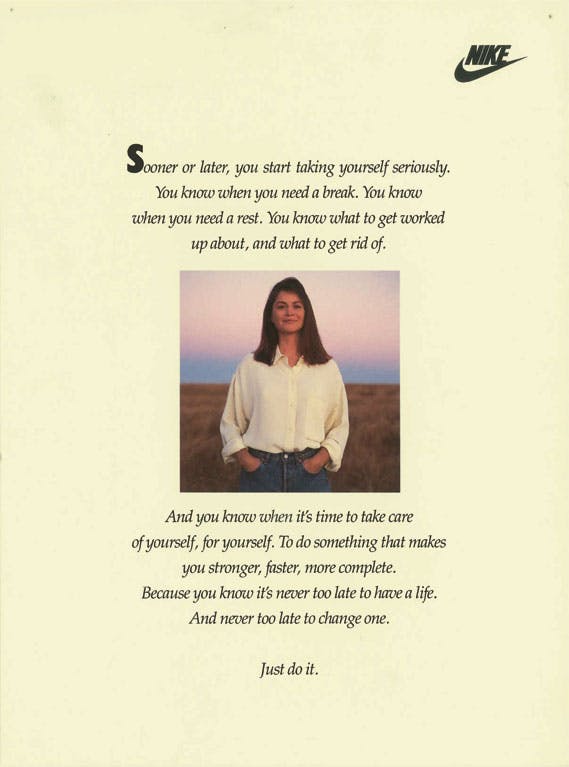 NIKE
Sooner or later, you start taking yourself seriously.
You know when you need a break. You know
when you need a rest. You know what to get worked
up about, and what to get rid of.
And you know when it's time to take care
of yourself, for yourself. To do something that makes
you stronger, faster, more complete.
Because you know it's never too late to have a life.
And never too late to change one.
Just do it.